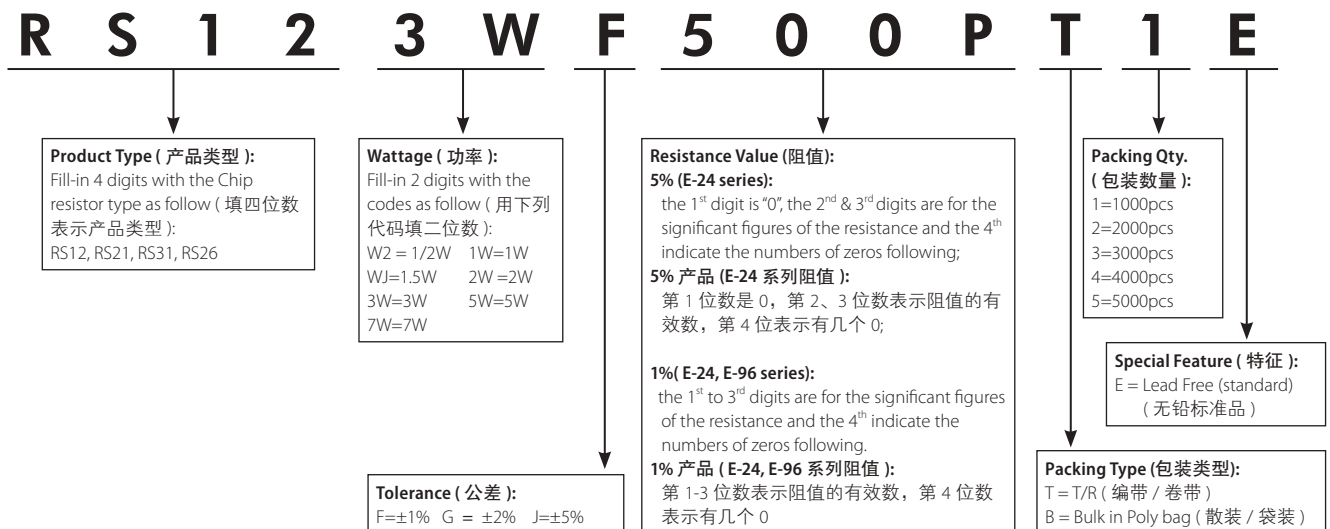 R S 1 2 3 W F 5 0 0 P T 1 E
Product Type ( 产品类型 ):
Fill-in 4 digits with the Chip
resistor type as follow ( 填四位数
表示产品类型 ):
RS12, RS21, RS31, RS26
Wattage ( 功率 ):
Fill-in 2 digits with the
codes as follow ( 用下列
代码填二位数 ):
W2 = 1/2W 1W=1W
WJ=1.5W 2W =2W
3W=3W 5W=5W
7W=7W
Tolerance ( 公差 ):
F=±1% G = ±2% J=±5%
Resistance Value (阻值):
5% (E-24 series):
the 1st digit is "0", the 2nd & 3rd digits are for the
significant figures of the resistance and the 4th
indicate the numbers of zeros following;
5% 产品 (E-24 系列阻值 ):
第 1 位数是 0，第 2、3 位数表示阻值的有
效数，第 4 位表示有几个 0;
1%( E-24, E-96 series):
the 1st to 3rd digits are for the significant figures
of the resistance and the 4th indicate the
numbers of zeros following.
1% 产品 ( E-24, E-96 系列阻值 ):
第 1-3 位数表示阻值的有效数，第 4 位数
表示有几个 0
Packing Qty.
( 包装数量 ):
1=1000pcs
2=2000pcs
3=3000pcs
4=4000pcs
5=5000pcs
Special Feature ( 特征 ):
E = Lead Free (standard)
( 无铅标准品 )
Packing Type (包装类型):
T = T/R ( 编带 / 卷带 )
B = Bulk in Poly bag ( 散装 / 袋装 )